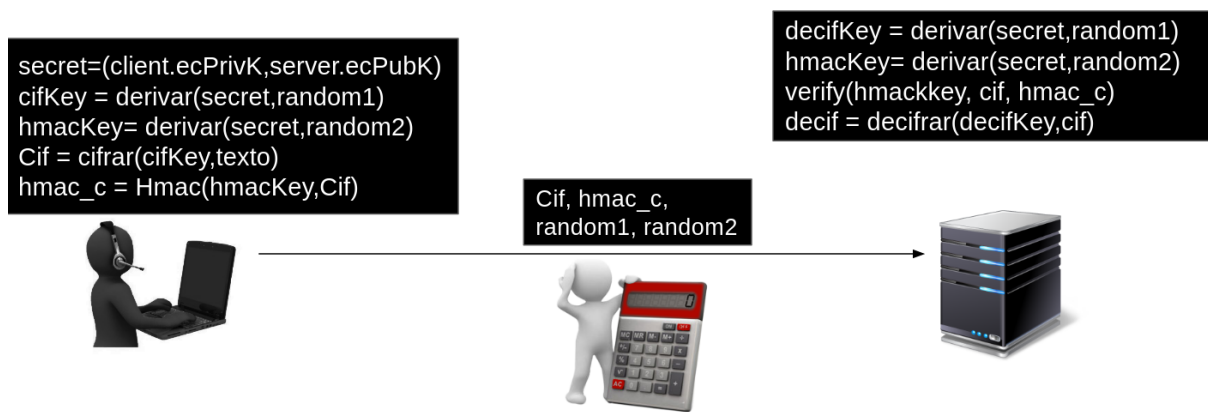 secret=(client.ecPrivK,server.ecPubK)
cifKey = derivar(secret,random1)
hmacKey= derivar(secret,random2)
Cif = cifrar(cifKey,texto)
hmac_c = Hmac(hmacKey,Cif)
Cif, hmac_c,
random1, random2
decifKey = derivar(secret,random1)
hmacKey= derivar(secret,random2)
verify(hmackkey, cif, hmac_c)
decif = decifrar(decifKey,cif)